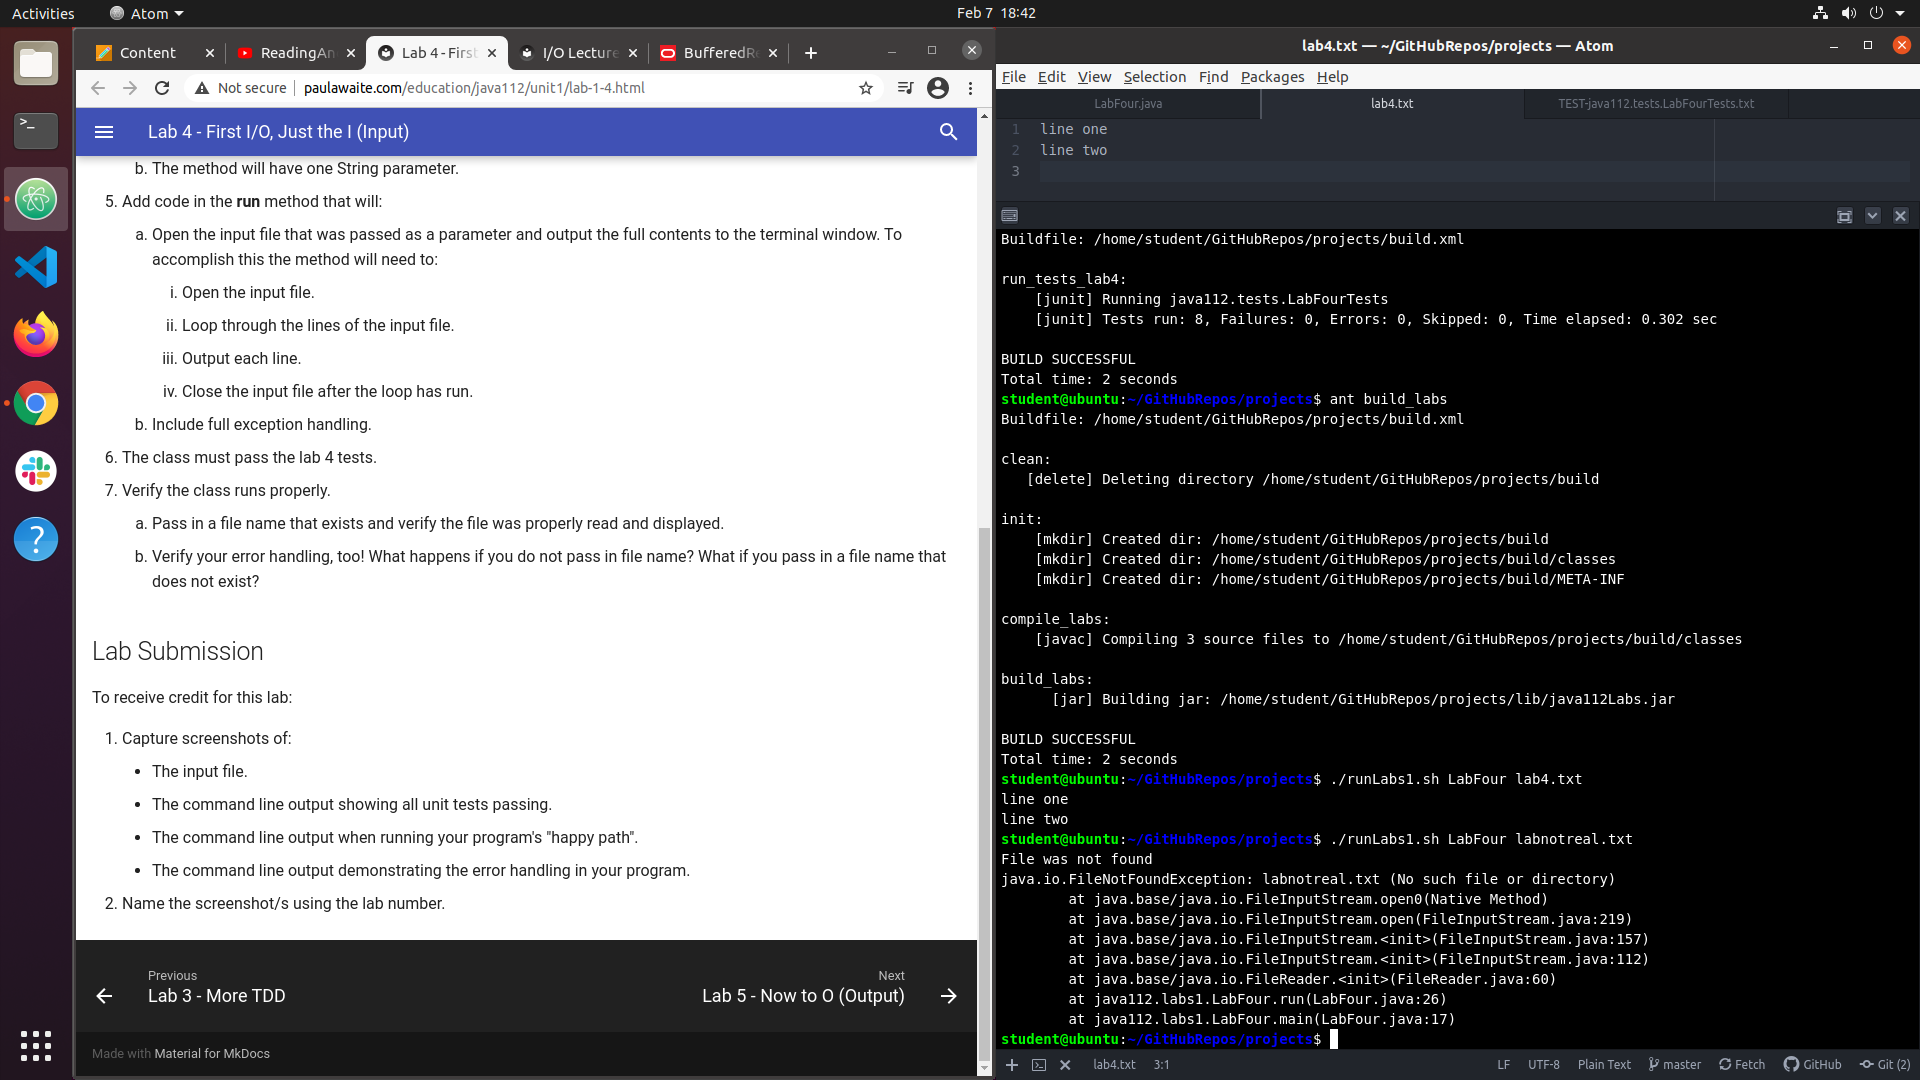 Activities
Atom
Feb 7 18:42
Content
ReadingAn
Lab 4 - First
I/O Lecture
BufferedRe
Not secure
paulawaite.com/education/java112/unit1/lab-1-4.html
Lab 4 - First I/O, Just the I (Input)
b. The method will have one String parameter.
5. Add code in the run method that will:
a. Open the input file that was passed as a parameter and output the full contents to the terminal window. To
accomplish this the method will need to:
i. Open the input file.
ii. Loop through the lines of the input file.
iii. Output each line.
iv. Close the input file after the loop has run.
b. Include full exception handling.
6. The class must pass the lab 4 tests.
7. Verify the class runs properly.
a. Pass in a file name that exists and verify the file was properly read and displayed.
b. Verify your error handling, too! What happens if you do not pass in file name? What if you pass in a file name that
does not exist?
Lab Submission
To receive credit for this lab:
1. Capture screenshots of:
• The input file.
• The command line output showing all unit tests passing.
• The command line output when running your program's "happy path".
• The command line output demonstrating the error handling in your program.
2. Name the screenshot/s using the lab number.
Previous
Lab 3 - More TDD
Next
Lab 5 - Now to O (Output)
Made with Material for MkDocs
lab4.txt — ~/GitHubRepos/projects — Atom
File Edit View Selection Find Packages Help
LabFour.java
lab4.txt
TEST-java112.tests.LabFourTests.txt
1 line one
2 line two
3
Buildfile: /home/student/GitHubRepos/projects/build.xml
run_tests_lab4:
[junit] Running java112.tests.LabFourTests
[junit] Tests run: 8, Failures: 0, Errors: 0, Skipped: 0, Time elapsed: 0.302 sec
BUILD SUCCESSFUL
Total time: 2 seconds
student@ubuntu:~/GitHubRepos/projects$ ant build_labs
Buildfile: /home/student/GitHubRepos/projects/build.xml
clean:
[delete] Deleting directory /home/student/GitHubRepos/projects/build
init:
[mkdir] Created dir: /home/student/GitHubRepos/projects/build
[mkdir] Created dir: /home/student/GitHubRepos/projects/build/classes
[mkdir] Created dir: /home/student/GitHubRepos/projects/build/META-INF
compile_labs:
[javac] Compiling 3 source files to /home/student/GitHubRepos/projects/build/classes
build_labs:
[jar] Building jar: /home/student/GitHubRepos/projects/lib/java112Labs.jar
BUILD SUCCESSFUL
Total time: 2 seconds
student@ubuntu:~/GitHubRepos/projects$ ./runLabs1.sh LabFour lab4.txt
line one
line two
student@ubuntu:~/GitHubRepos/projects$ ./runLabs1.sh LabFour labnotreal.txt
File was not found
java.io.FileNotFoundException: labnotreal.txt (No such file or directory)
at java.base/java.io.FileInputStream.open0(Native Method)
at java.base/java.io.FileInputStream.open(FileInputStream.java:219)
at java.base/java.io.FileInputStream.<init>(FileInputStream.java:157)
at java.base/java.io.FileInputStream.<init>(FileInputStream.java:112)
at java.base/java.io.FileReader.<init>(FileReader.java:60)
at java112.labs1.LabFour.run(LabFour.java:26)
at java112.labs1.LabFour.main(LabFour.java:17)
student@ubuntu:~/GitHubRepos/projects$
lab4.txt 3:1 LF UTF-8 Plain Text master Fetch GitHub Git (2)